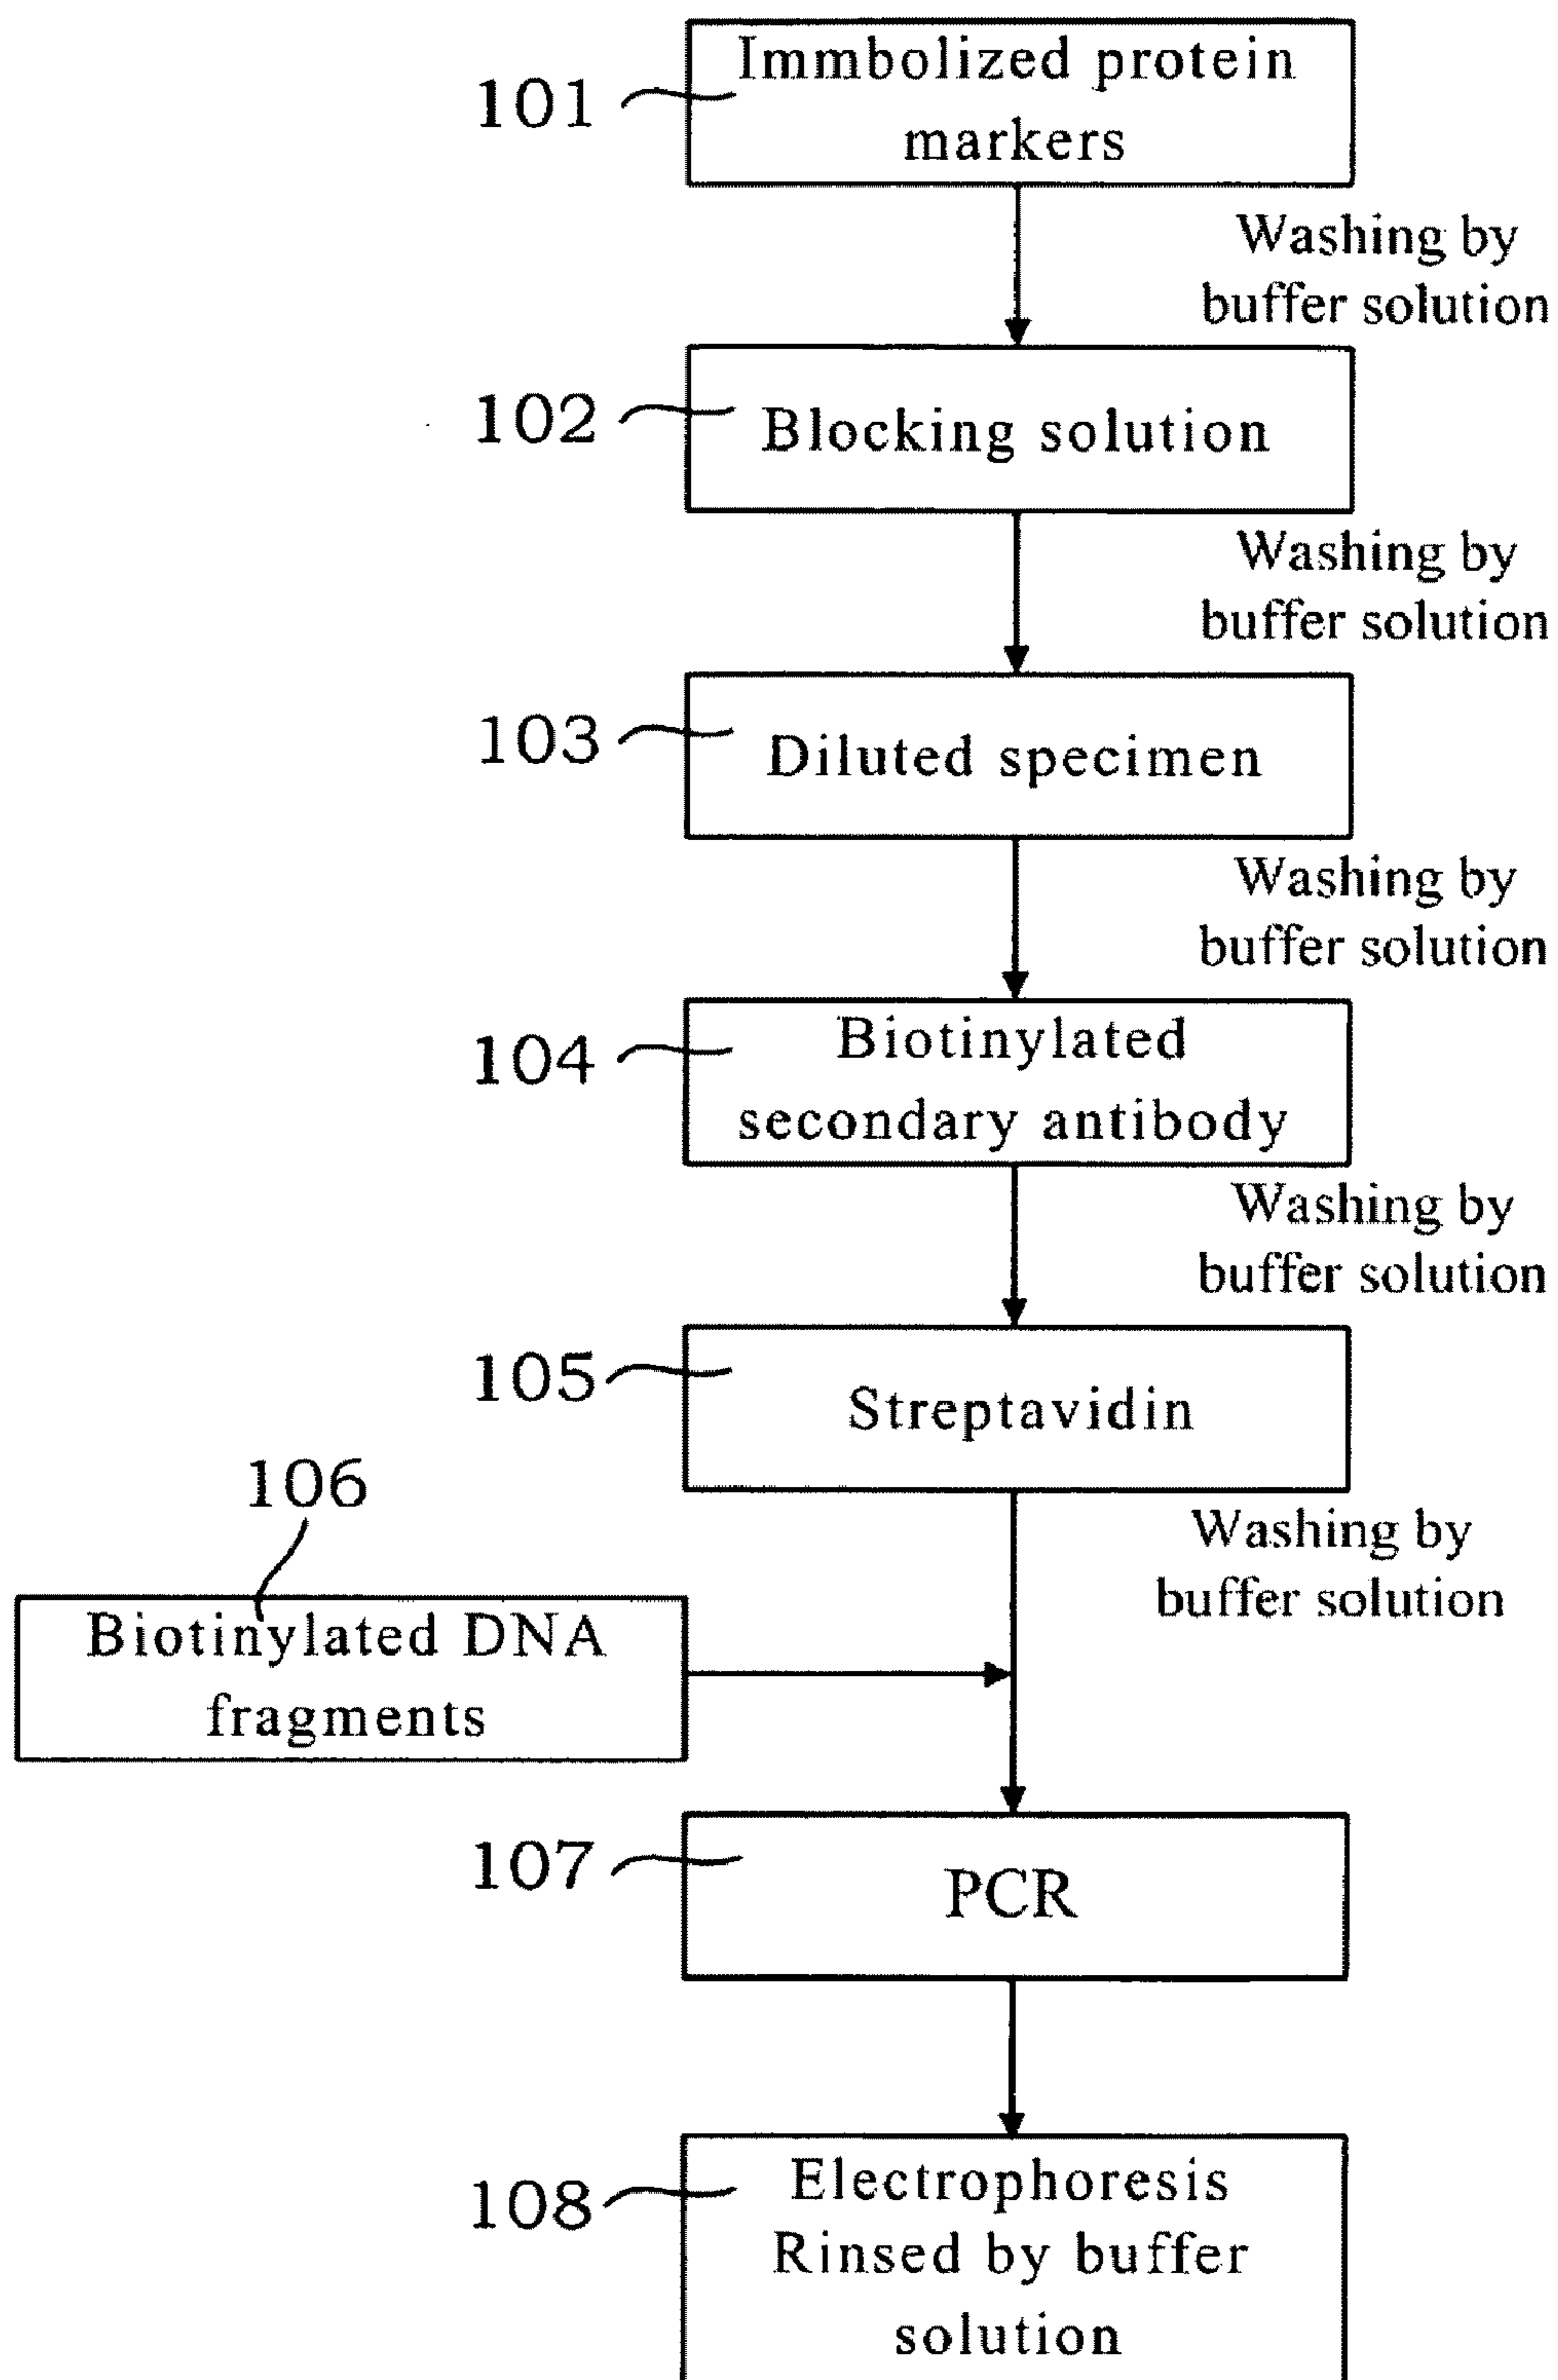 101
Immbolized protein
markers
Washing by
buffer solution
102
Blocking solution
Washing by
buffer solution
103
Diluted specimen
Washing by
buffer solution
104
Biotinylated
secondary antibody
Washing by
buffer solution
105
Streptavidin
Washing by
buffer solution
106
Biotinylated DNA
fragments
107
PCR
108
Electrophoresis
Rinsed by buffer
solution